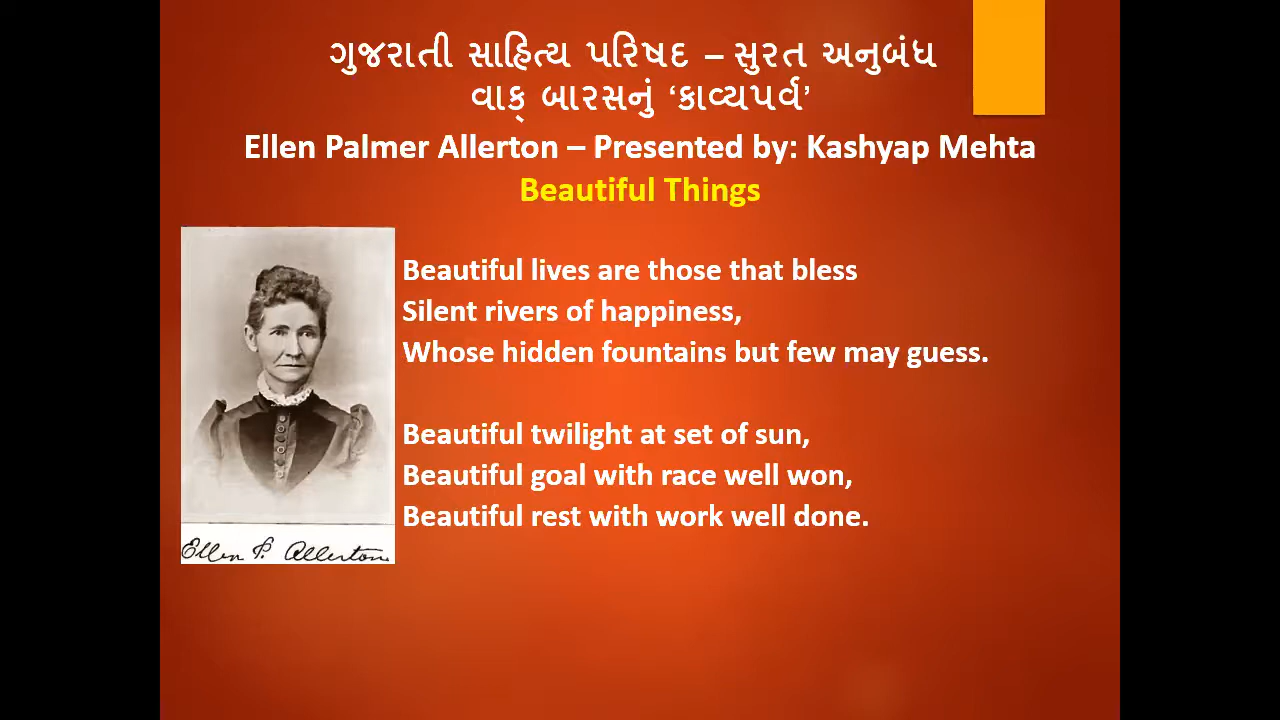 ગુજરાતી સાહિત્ય પરિષદ – સુરત અનુબંધ
વાક્ બારસનું ‘કાવ્યપર્વ’
Ellen Palmer Allerton – Presented by: Kashyap Mehta
Beautiful Things
Beautiful lives are those that bless
Silent rivers of happiness,
Whose hidden fountains but few may guess.
Beautiful twilight at set of sun,
Beautiful goal with race well won,
Beautiful rest with work well done.
Ellen P. Allerton